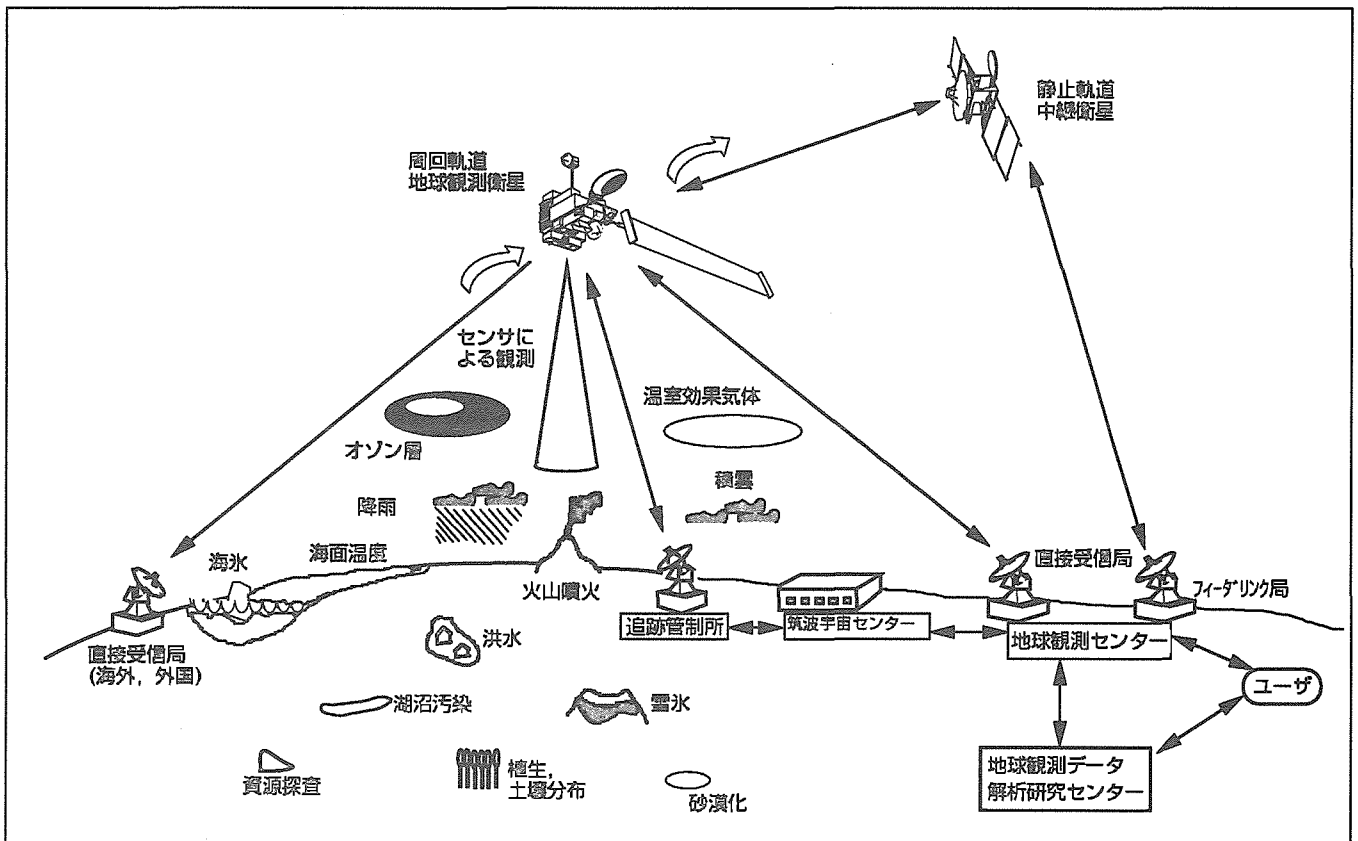 静止軌道
中継衛星
周回軌道
地球観測衛星
センサに
よる観測
温室効果気体
オゾン層
積雲
降雨
海面温度
海氷
火山噴火
直接受信局
フィーダリンク局
追跡管制所
筑波宇宙センター
地球観測センター
洪水
直接受信局
(海外，外国)
ユーザ
湖沼汚染
雪氷
地球観測データ
解析研究センター
資源探査
植生，
土壌分布
砂漠化